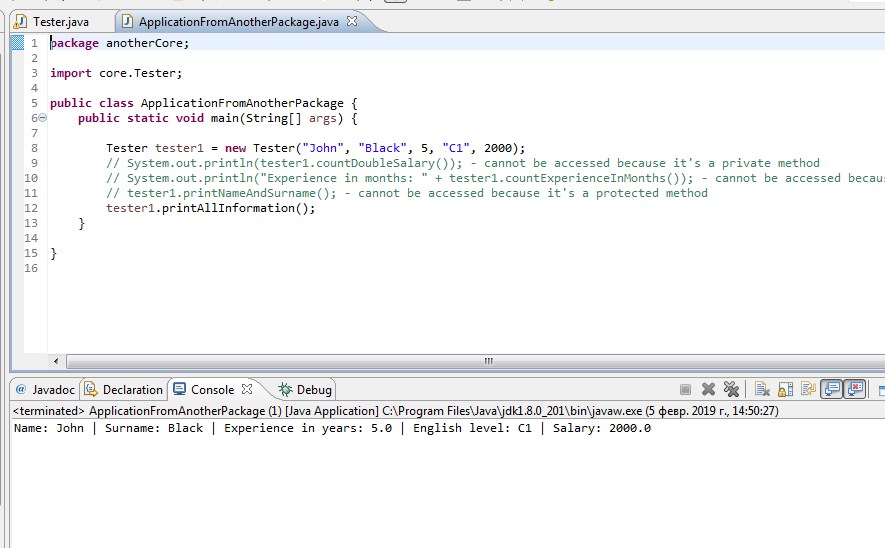 Tester.java ApplicationFromAnotherPackage.java
1 package anotherCore;
2
3 import core.Tester;
4
5 public class ApplicationFromAnotherPackage {
6 public static void main(String[] args) {
7
8 Tester tester1 = new Tester("John", "Black", 5, "C1", 2000);
9 // System.out.println(tester1.countDoubleSalary()); - cannot be accessed because it's a private method
10 // System.out.println("Experience in months: " + tester1.countExperienceInMonths()); - cannot be accessed becau
11 // tester1.printNameAndSurname(); - cannot be accessed because it's a protected method
12 tester1.printAllInformation();
13 }
14
15 }
16
@ Javadoc Declaration Console Debug
<terminated> ApplicationFromAnotherPackage (1) [Java Application] C:\Program Files\Java\jdk1.8.0_201\bin\javaw.exe (5 февр. 2019 г., 14:50:27)
Name: John | Surname: Black | Experience in years: 5.0 | English level: C1 | Salary: 2000.0